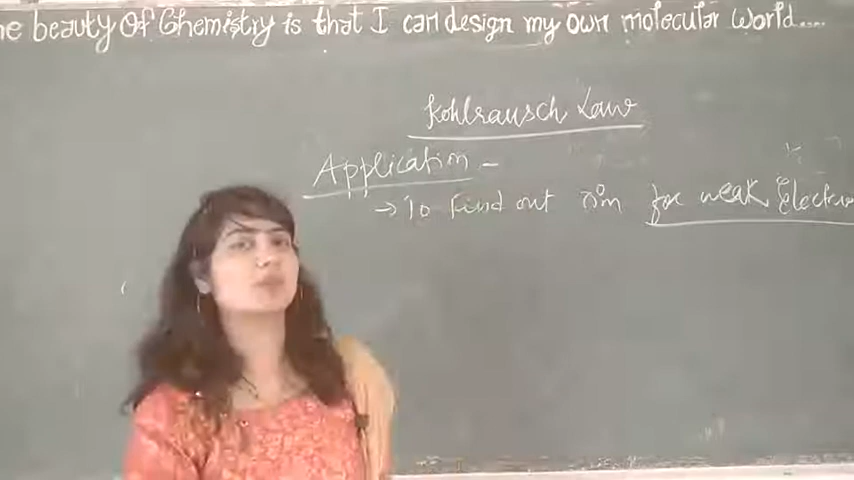 he beauty Of Chemistry is that I can design my own molecular world....
Kohlrausch Law
Application -
→ To Find out for weak